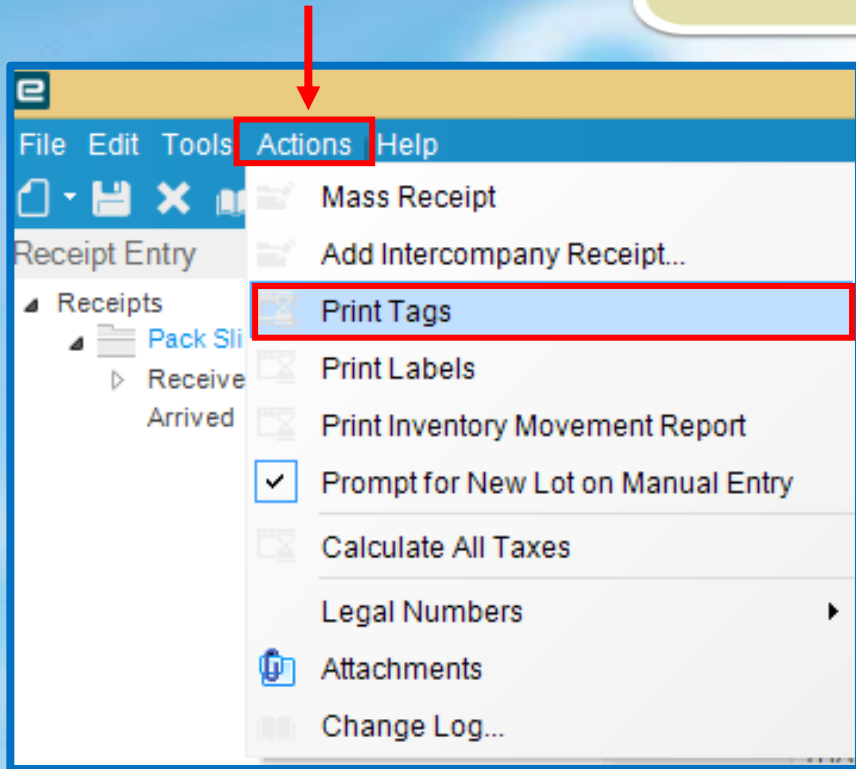 File Edit Tools Actions Help
Receipt Entry
Receipts
Pack Sli
Receive
Arrived
Mass Receipt
Add Intercompany Receipt...
Print Tags
Print Labels
Print Inventory Movement Report
Prompt for New Lot on Manual Entry
Calculate All Taxes
Legal Numbers
Attachments
Change Log...